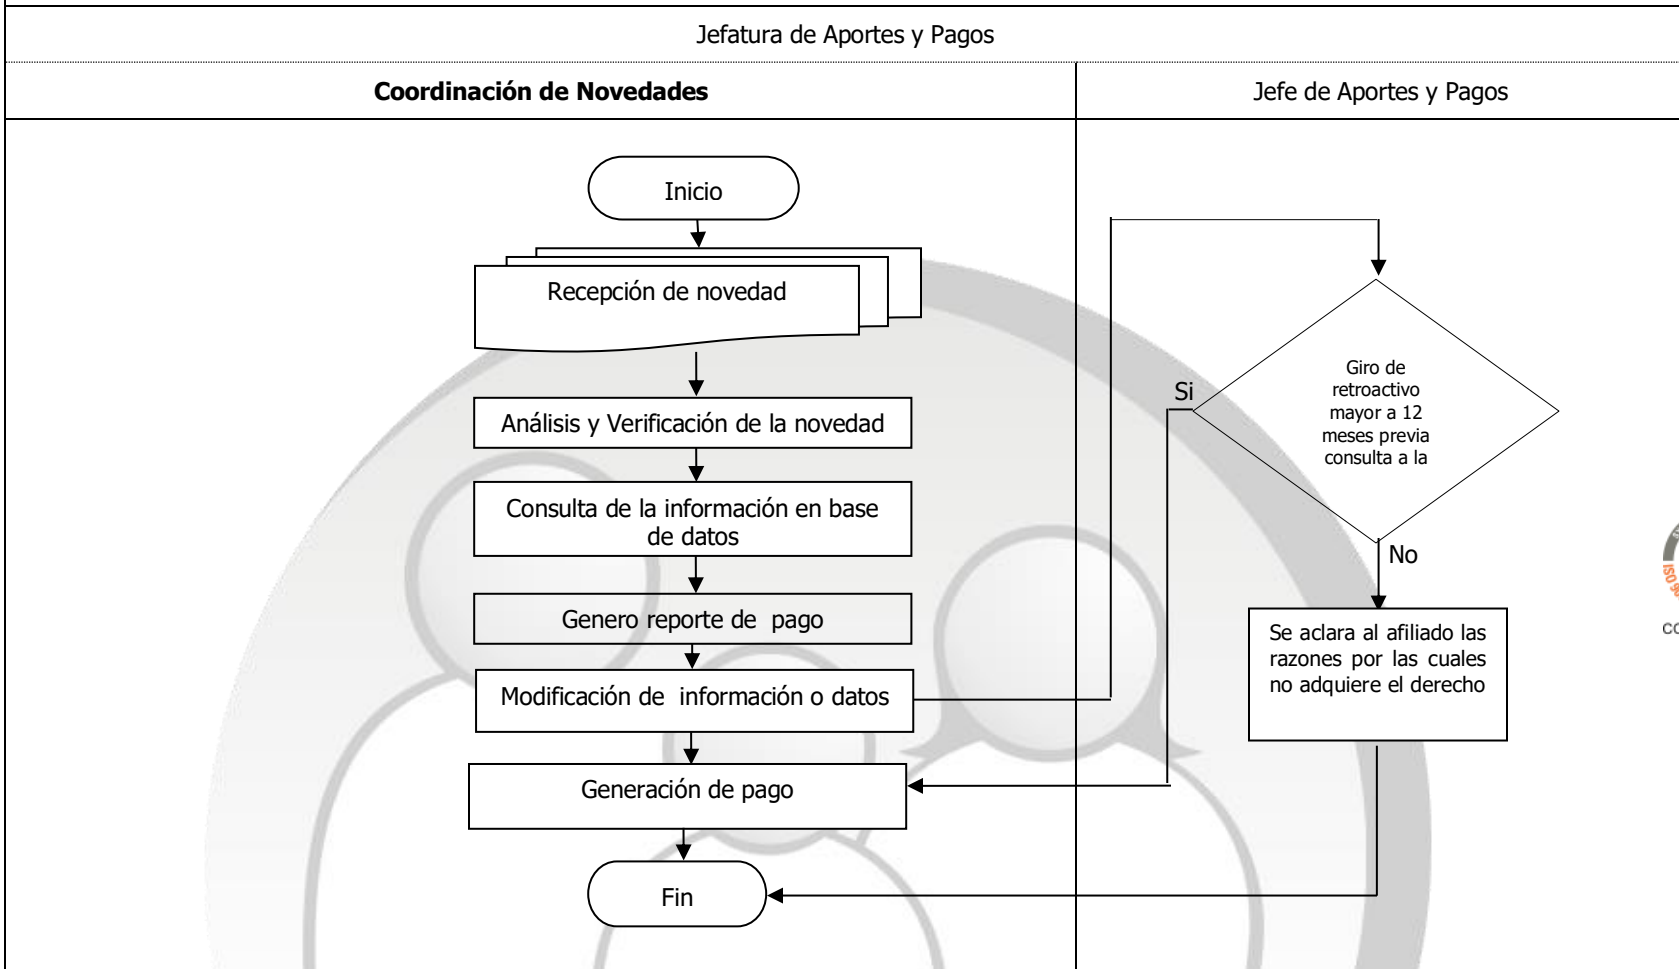 Jefatura de Aportes y Pagos
Coordinación de Novedades
Jefe de Aportes y Pagos
Inicio
Recepción de novedad
Análisis y Verificación de la novedad
Consulta de la información en base
de datos
Genero reporte de pago
Modificación de información o datos
Generación de pago
Fin
Si
Giro de
retroactivo
mayor a 12
meses previa
consulta a la
No
Se aclara al afiliado las
razones por las cuales
no adquiere el derecho